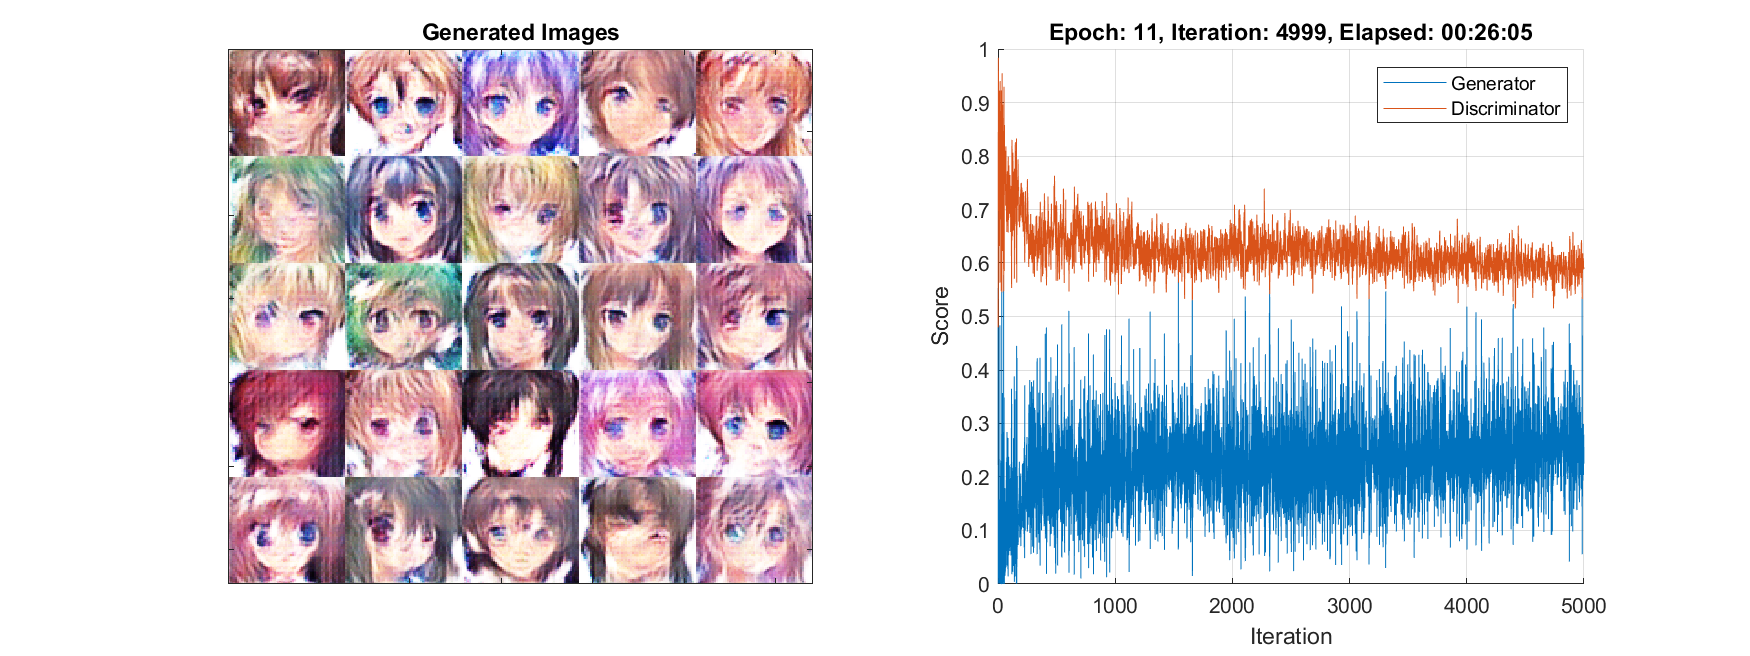 Generated Images
Epoch: 11, Iteration: 4999, Elapsed: 00:26:05
Generator
Discriminator
1
0.9
0.8
0.7
0.6
0.5
0.4
0.3
0.2
0.1
0
Score
0 1000 2000 3000 4000 5000
Iteration